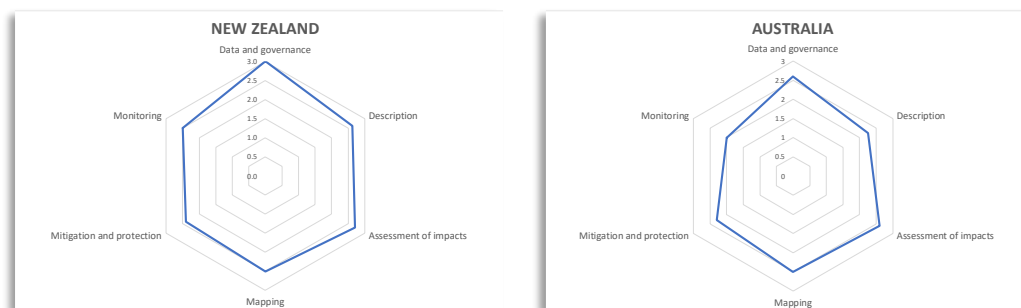 NEW ZEALAND
Data and governance
3.0
2.5
2.0
1.5
1.0
0.5
0.0
Monitoring
Description
Mitigation and protection
Assessment of impacts
Mapping
AUSTRALIA
Data and governance
3
2.5
2
1.5
1
0.5
0
Monitoring
Description
Mitigation and protection
Assessment of impacts
Mapping